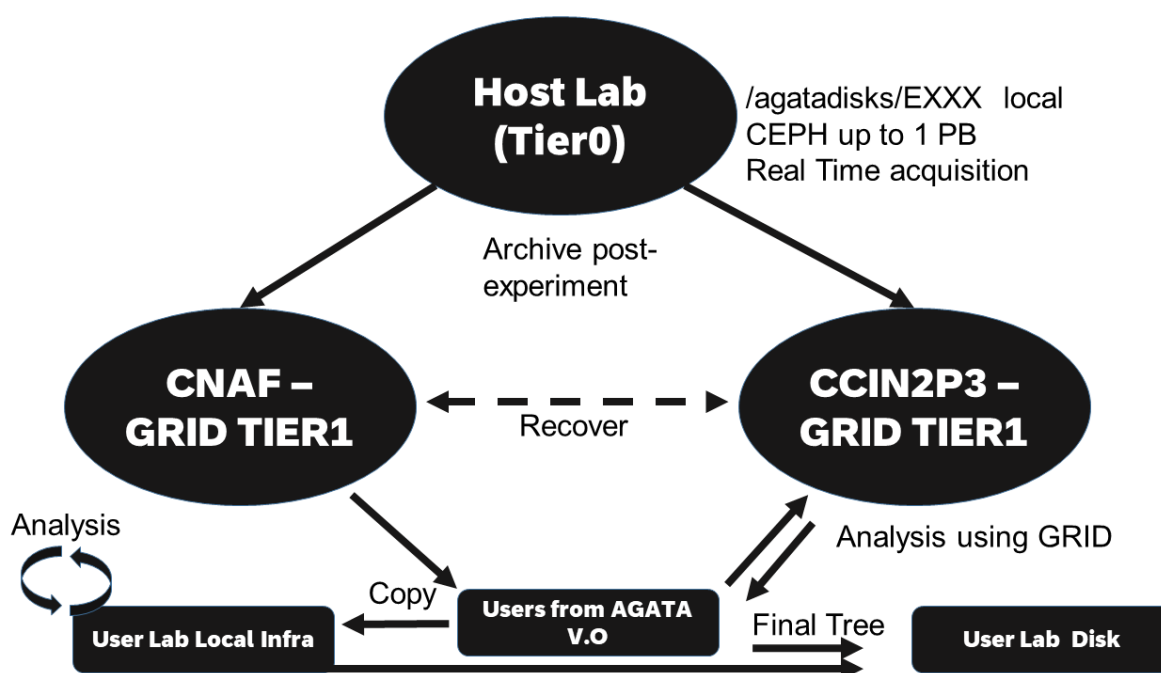 Host Lab
(Tier0)
/agatadisks/EXXX local
CEPH up to 1 PB
Real Time acquisition
Archive post-
experiment
CNAF –
GRID TIER1
Recover
CCIN2P3 –
GRID TIER1
Analysis
Analysis using GRID
Copy
Users from AGATA
V.O
Final Tree
User Lab Local Infra
User Lab Disk